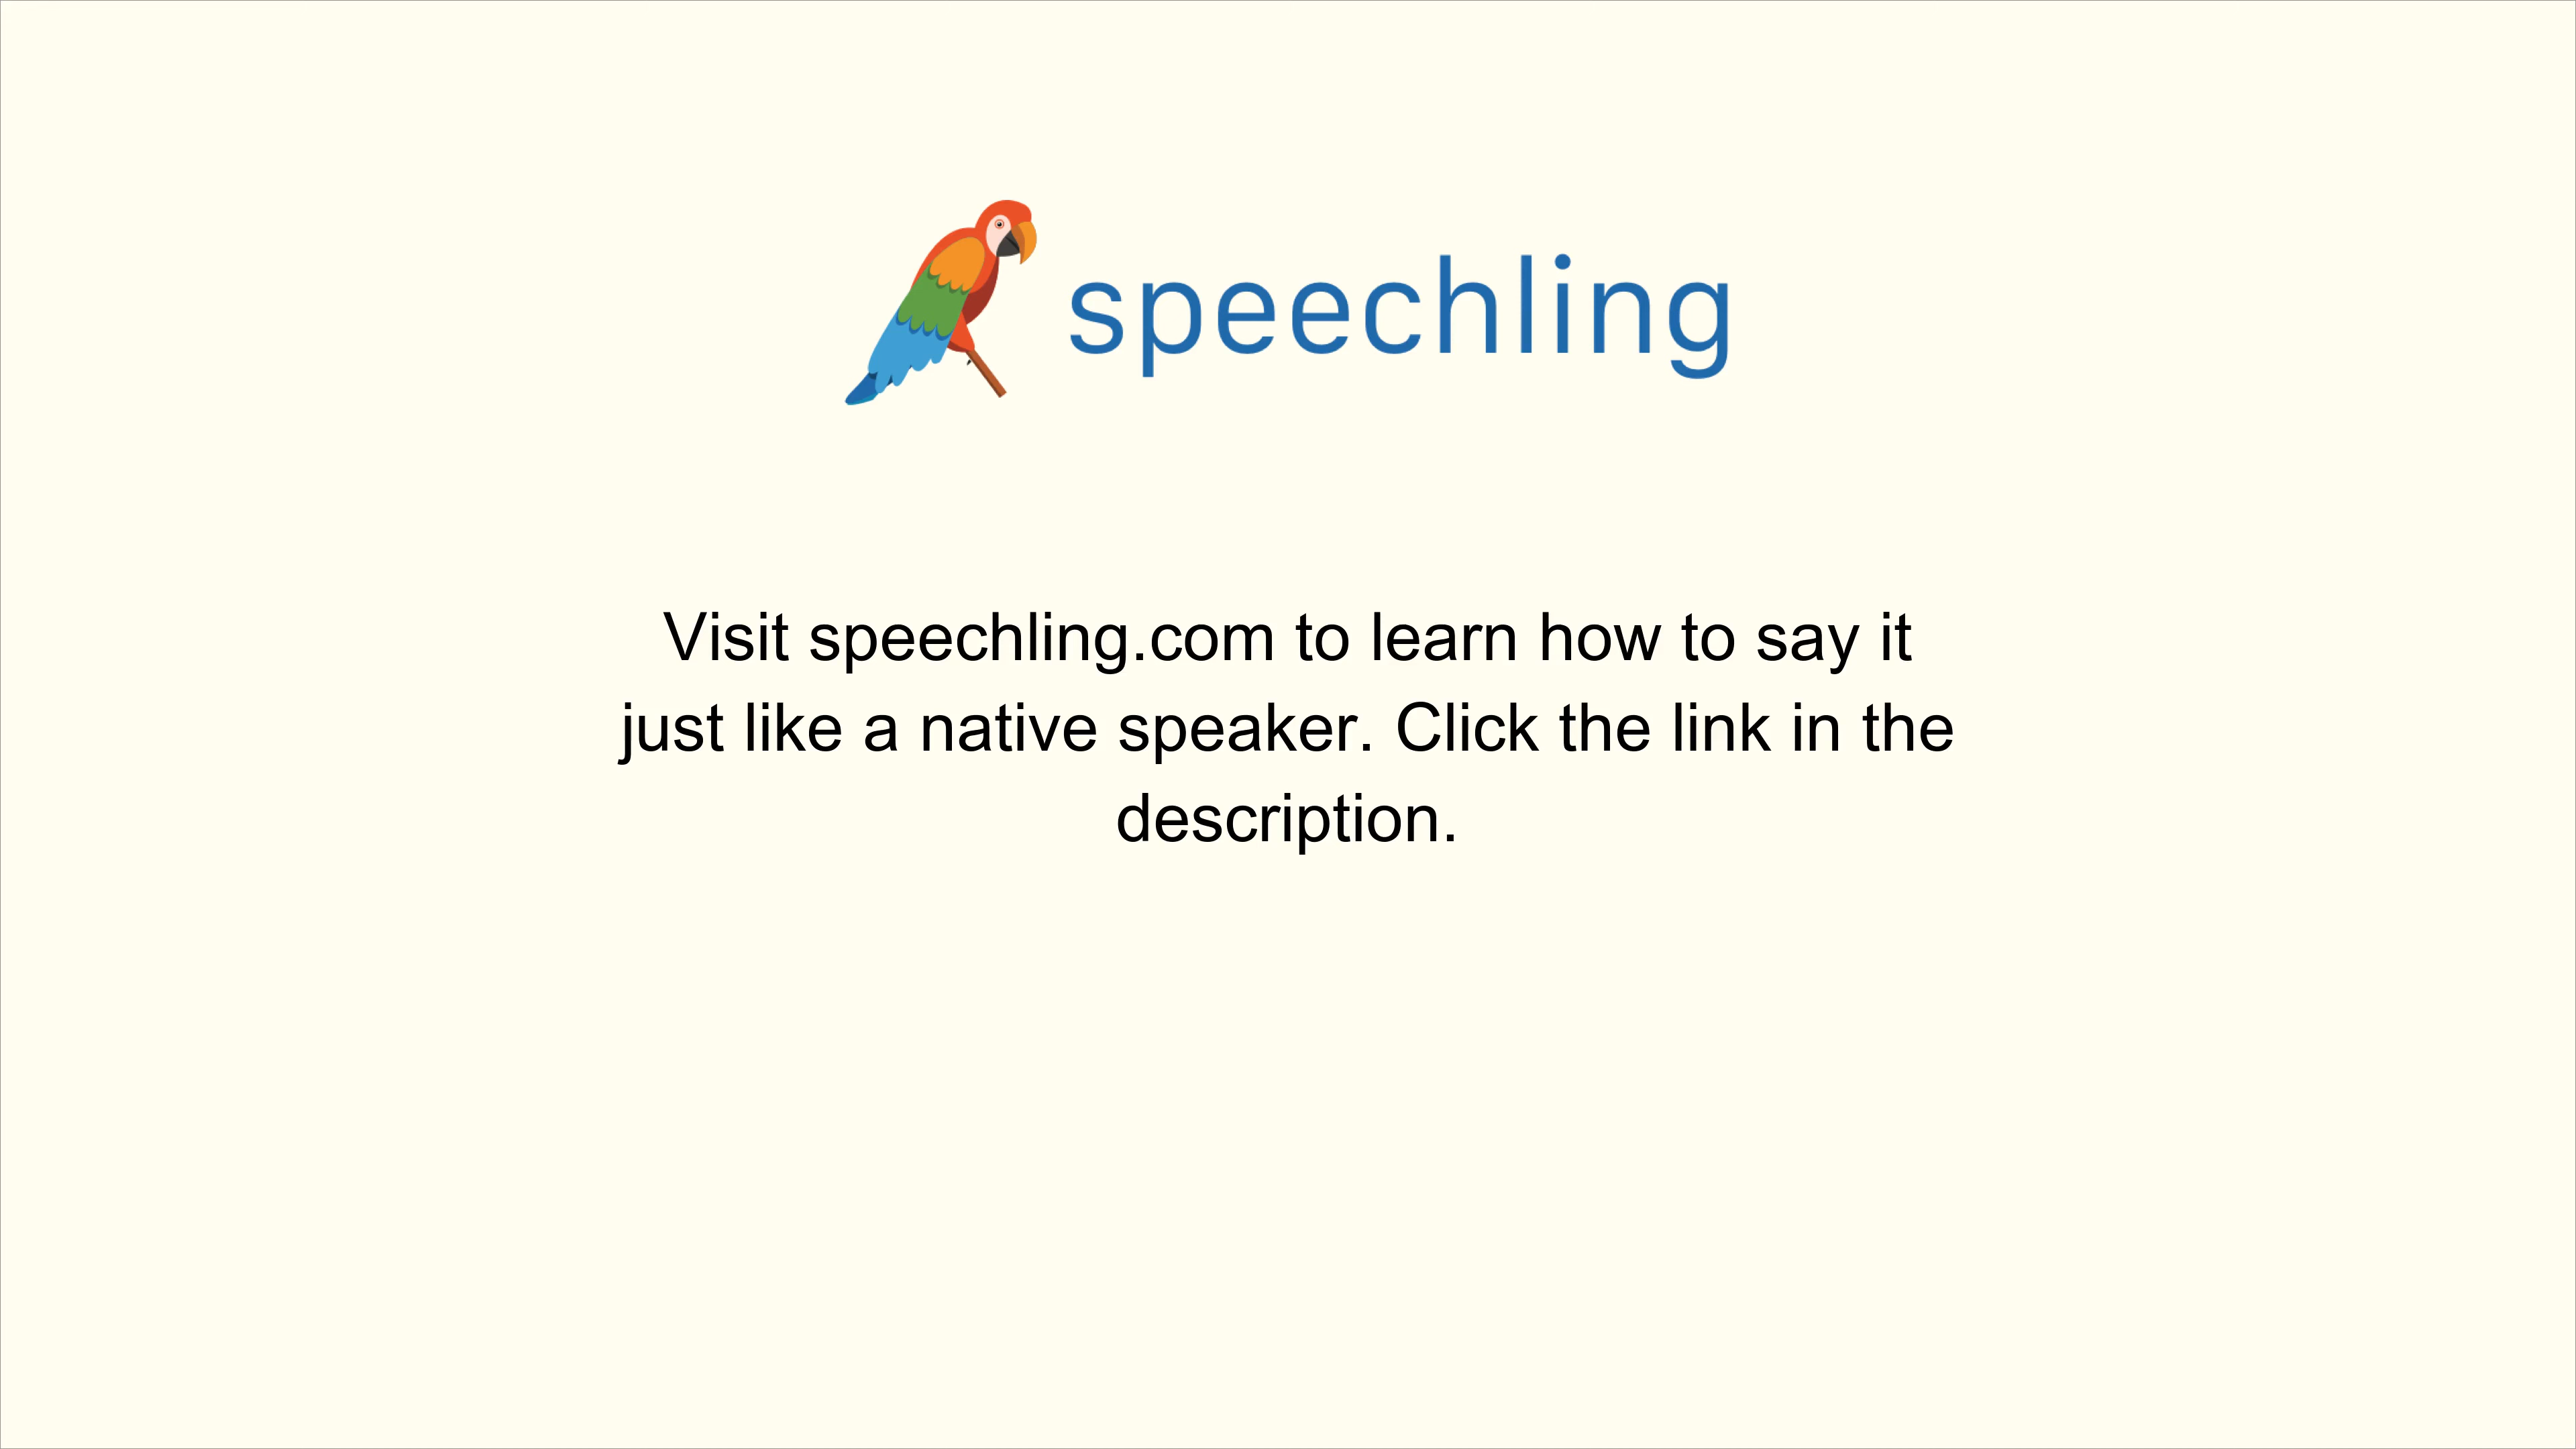 speechling
Visit speechling.com to learn how to say it
just like a native speaker. Click the link in the
description.